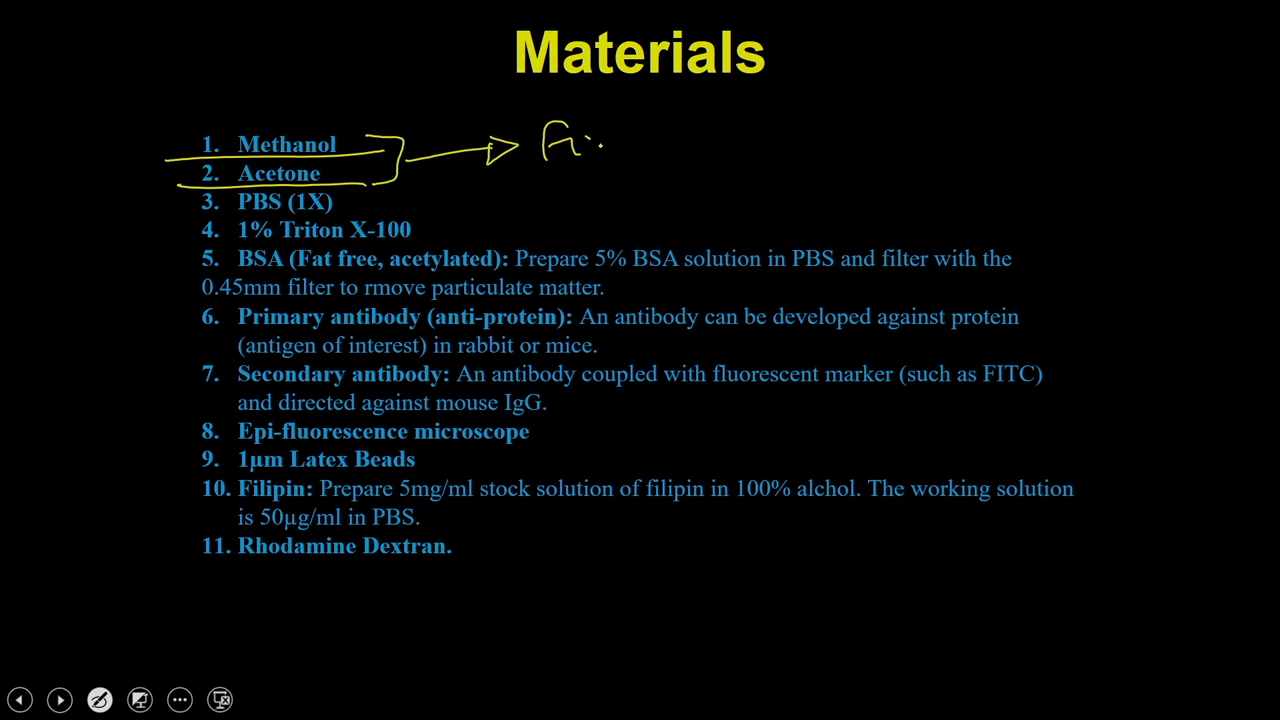 Materials
1. Methanol
2. Acetone
3. PBS (1X)
4. 1% Triton X-100
5. BSA (Fat free, acetylated): Prepare 5% BSA solution in PBS and filter with the
0.45mm filter to rmove particulate matter.
6. Primary antibody (anti-protein): An antibody can be developed against protein
(antigen of interest) in rabbit or mice.
7. Secondary antibody: An antibody coupled with fluorescent marker (such as FITC)
and directed against mouse IgG.
8. Epi-fluorescence microscope
9. 1µm Latex Beads
10. Filipin: Prepare 5mg/ml stock solution of filipin in 100% alchol. The working solution
is 50µg/ml in PBS.
11. Rhodamine Dextran.